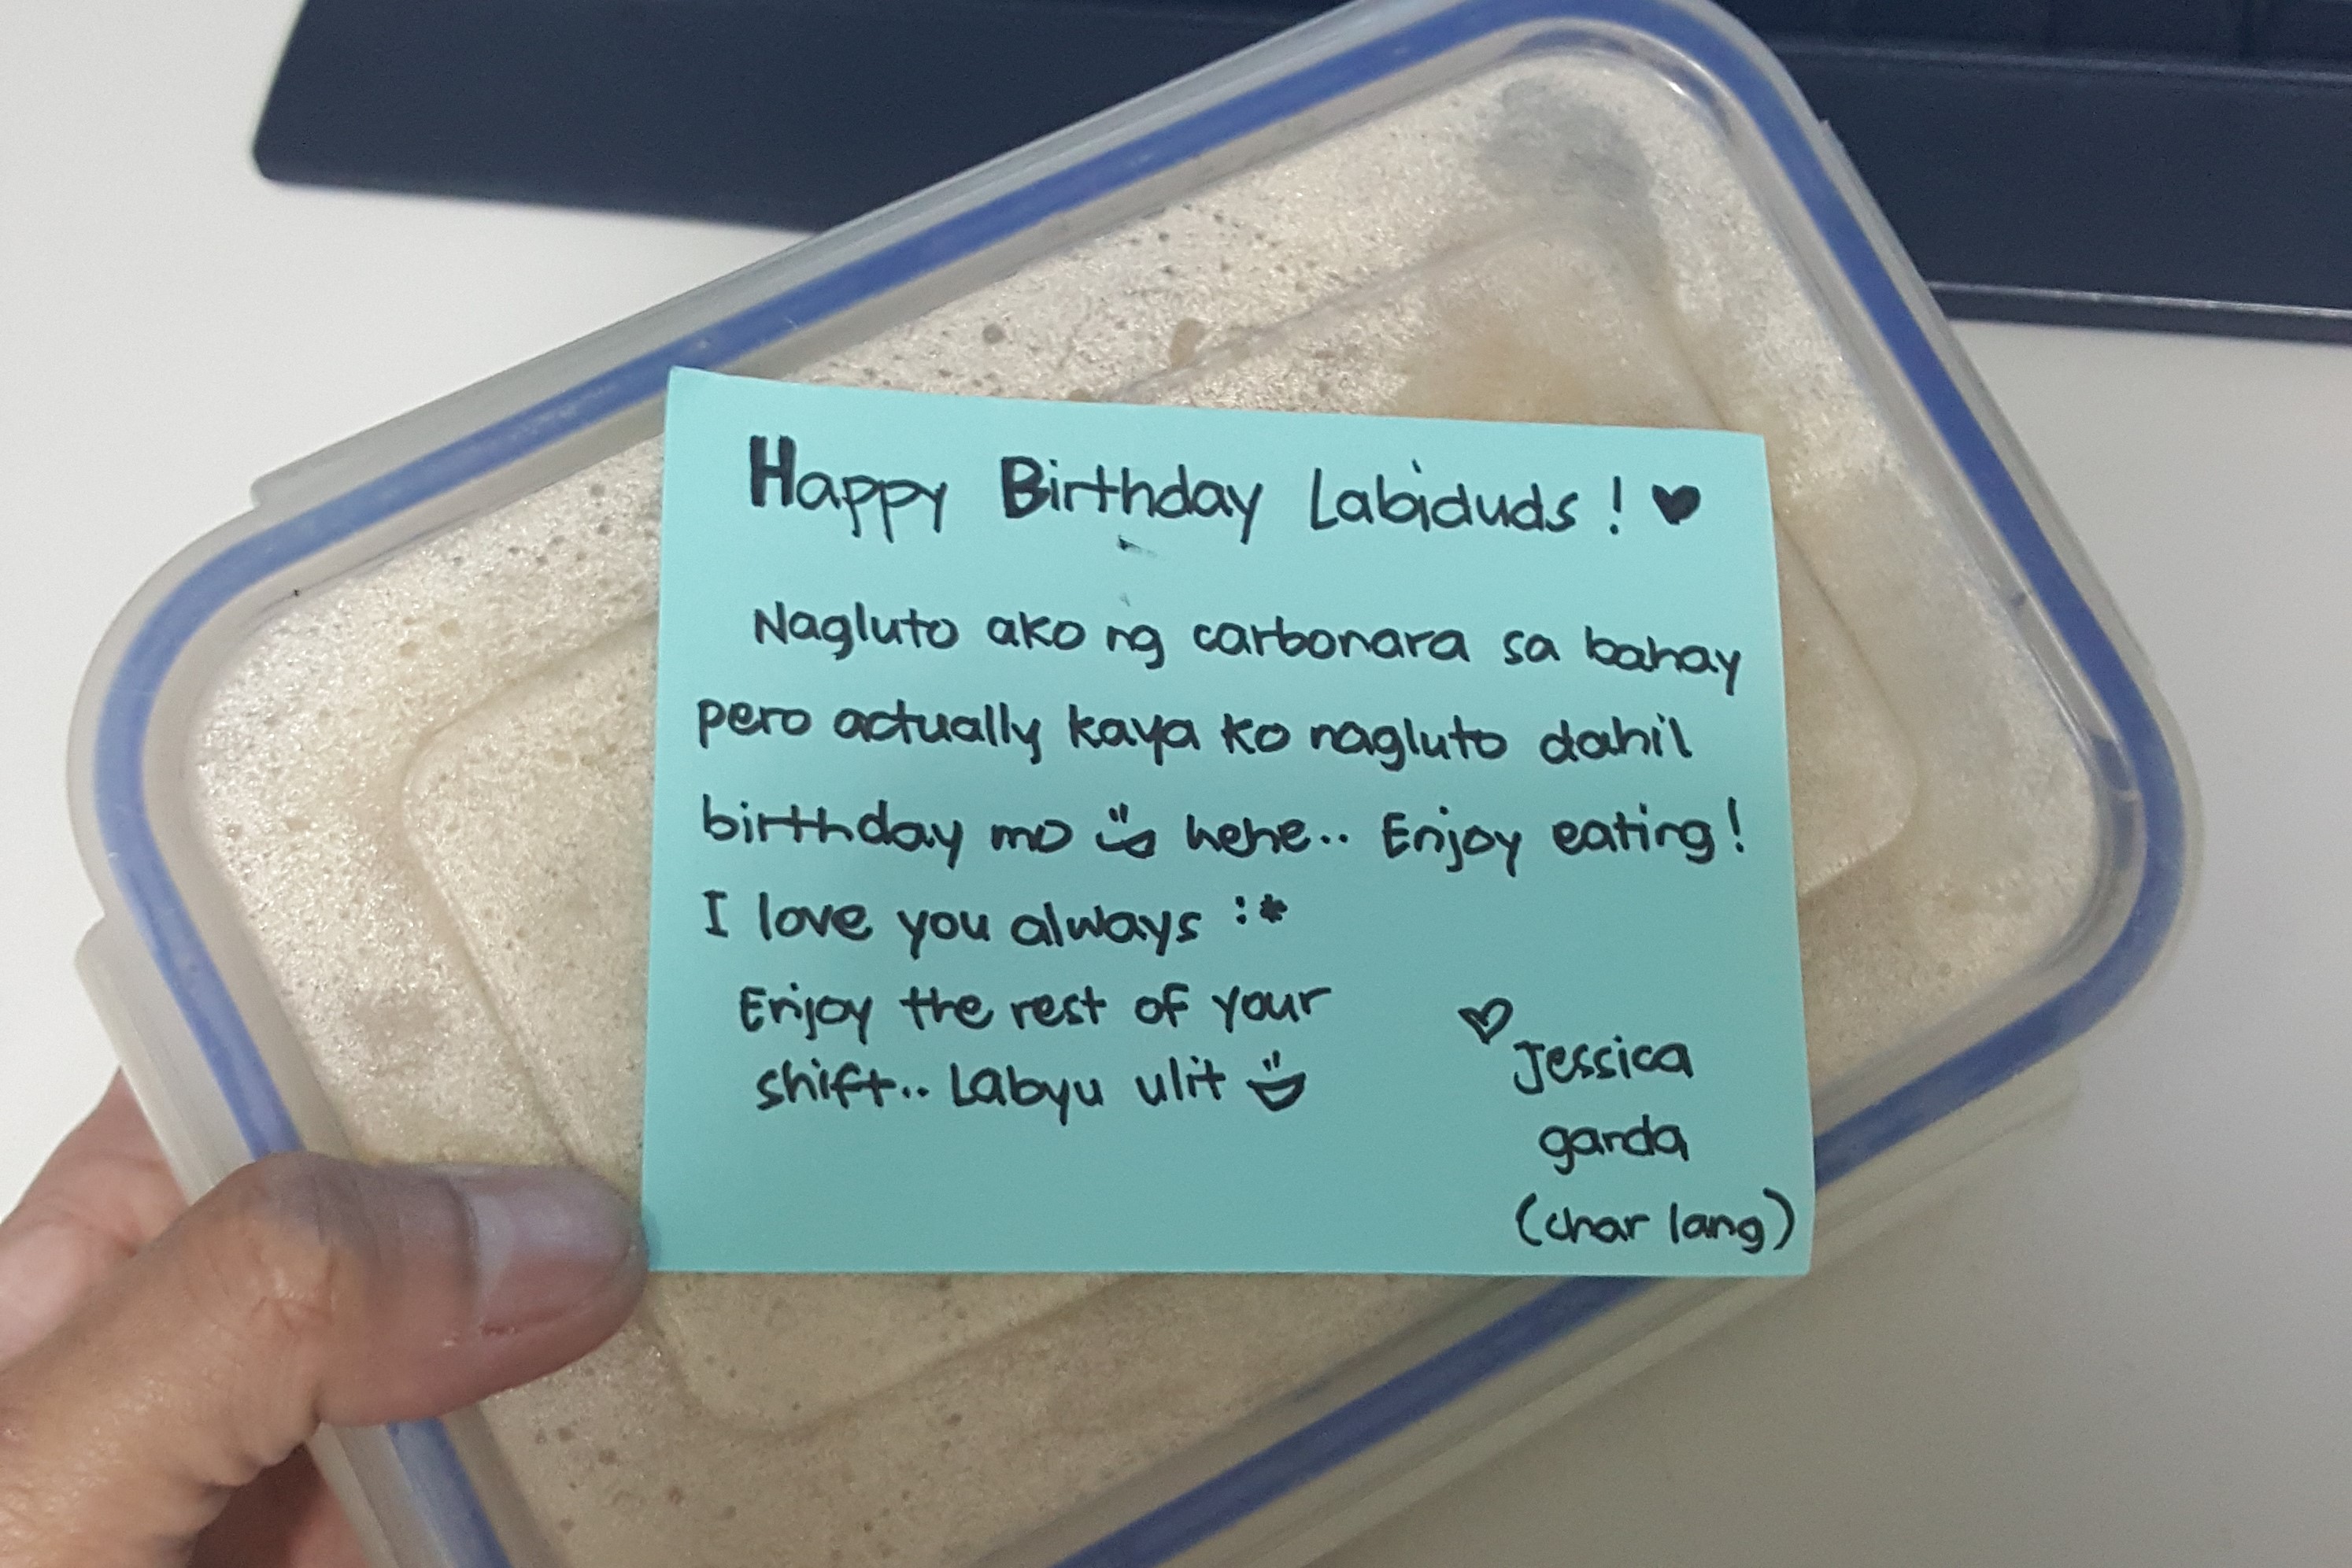 Happy Birthday Labiduds! ♥
Nagluto ako ng carbonara sa bahay
pero actually kaya ko nagluto dahil
birthday mo hehe.. Enjoy eating!
I love you always :*
Enjoy the rest of your
shift.. Labyu ulit
♡ Jessica
garda
(char lang)